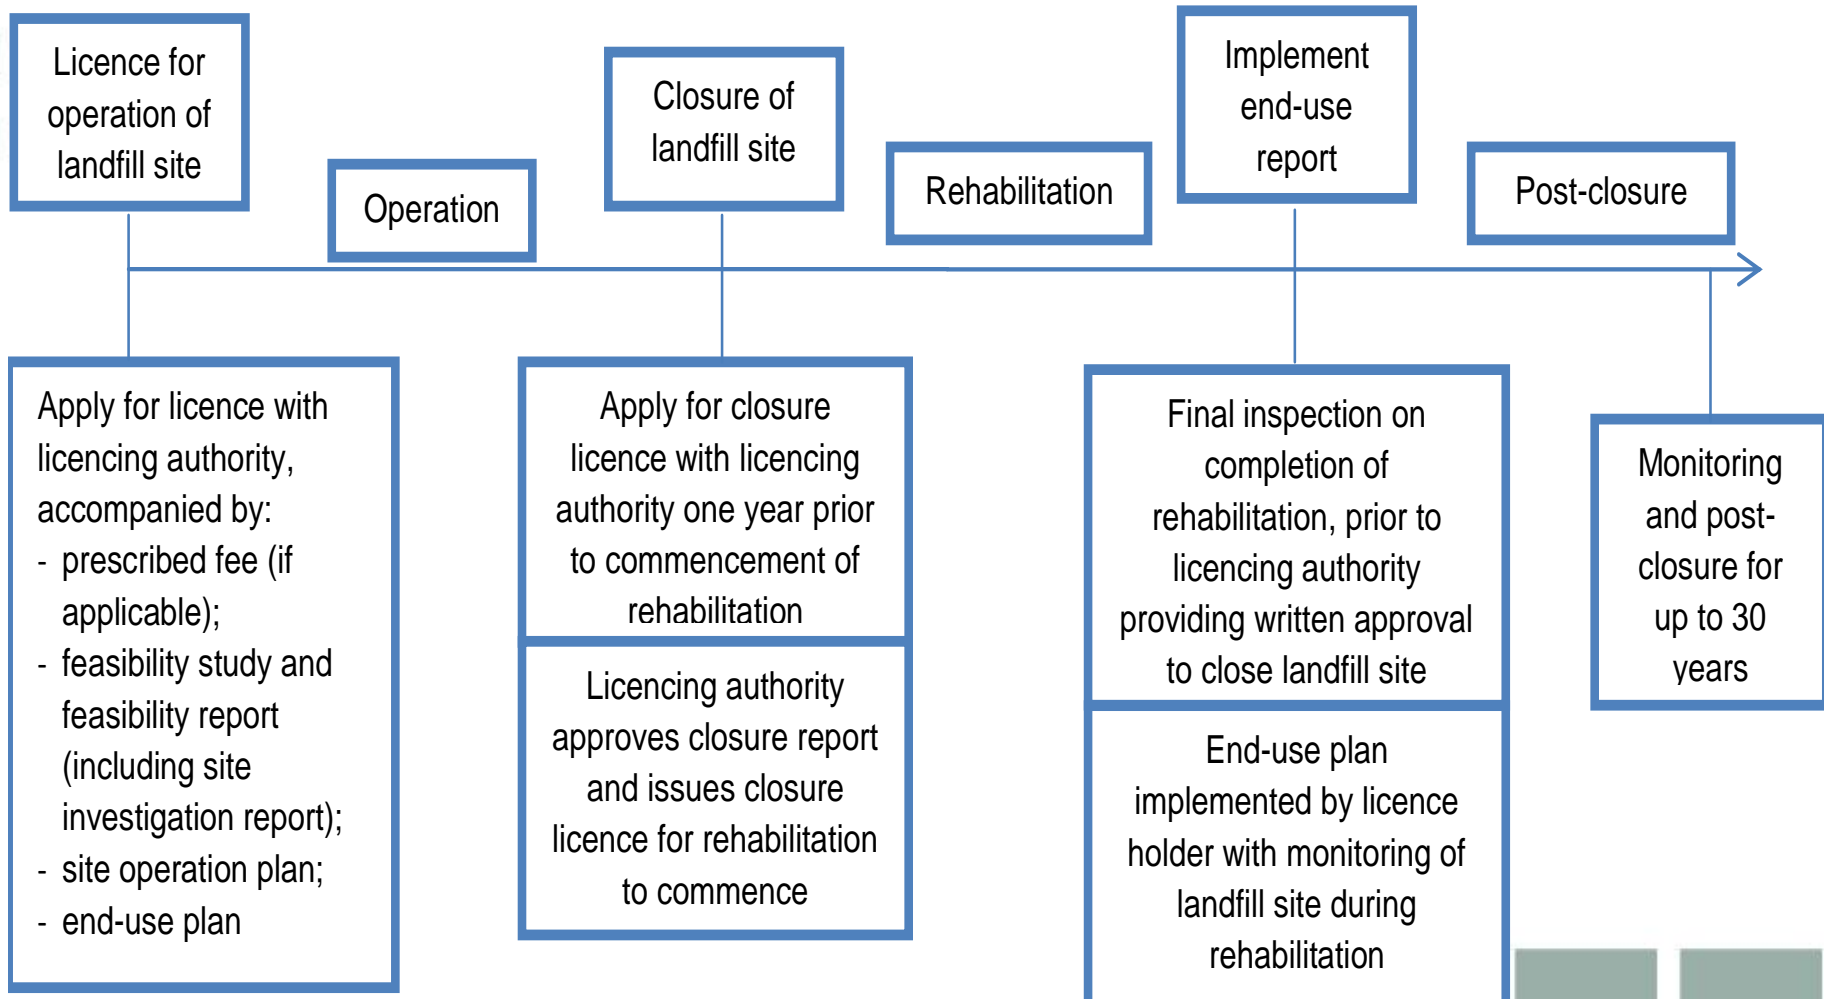 Licence for
operation of
landfill site
Operation
Closure of
landfill site
Rehabilitation
Implement
end-use
report
Post-closure
Apply for licence with
licencing authority,
accompanied by:
- prescribed fee (if
applicable);
- feasibility study and
feasibility report
(including site
investigation report);
- site operation plan;
- end-use plan
Apply for closure
licence with licencing
authority one year prior
to commencement of
rehabilitation
Licencing authority
approves closure report
and issues closure
licence for rehabilitation
to commence
Final inspection on
completion of
rehabilitation, prior to
licencing authority
providing written approval
to close landfill site
End-use plan
implemented by licence
holder with monitoring of
landfill site during
rehabilitation
Monitoring
and post-
closure for
up to 30
years